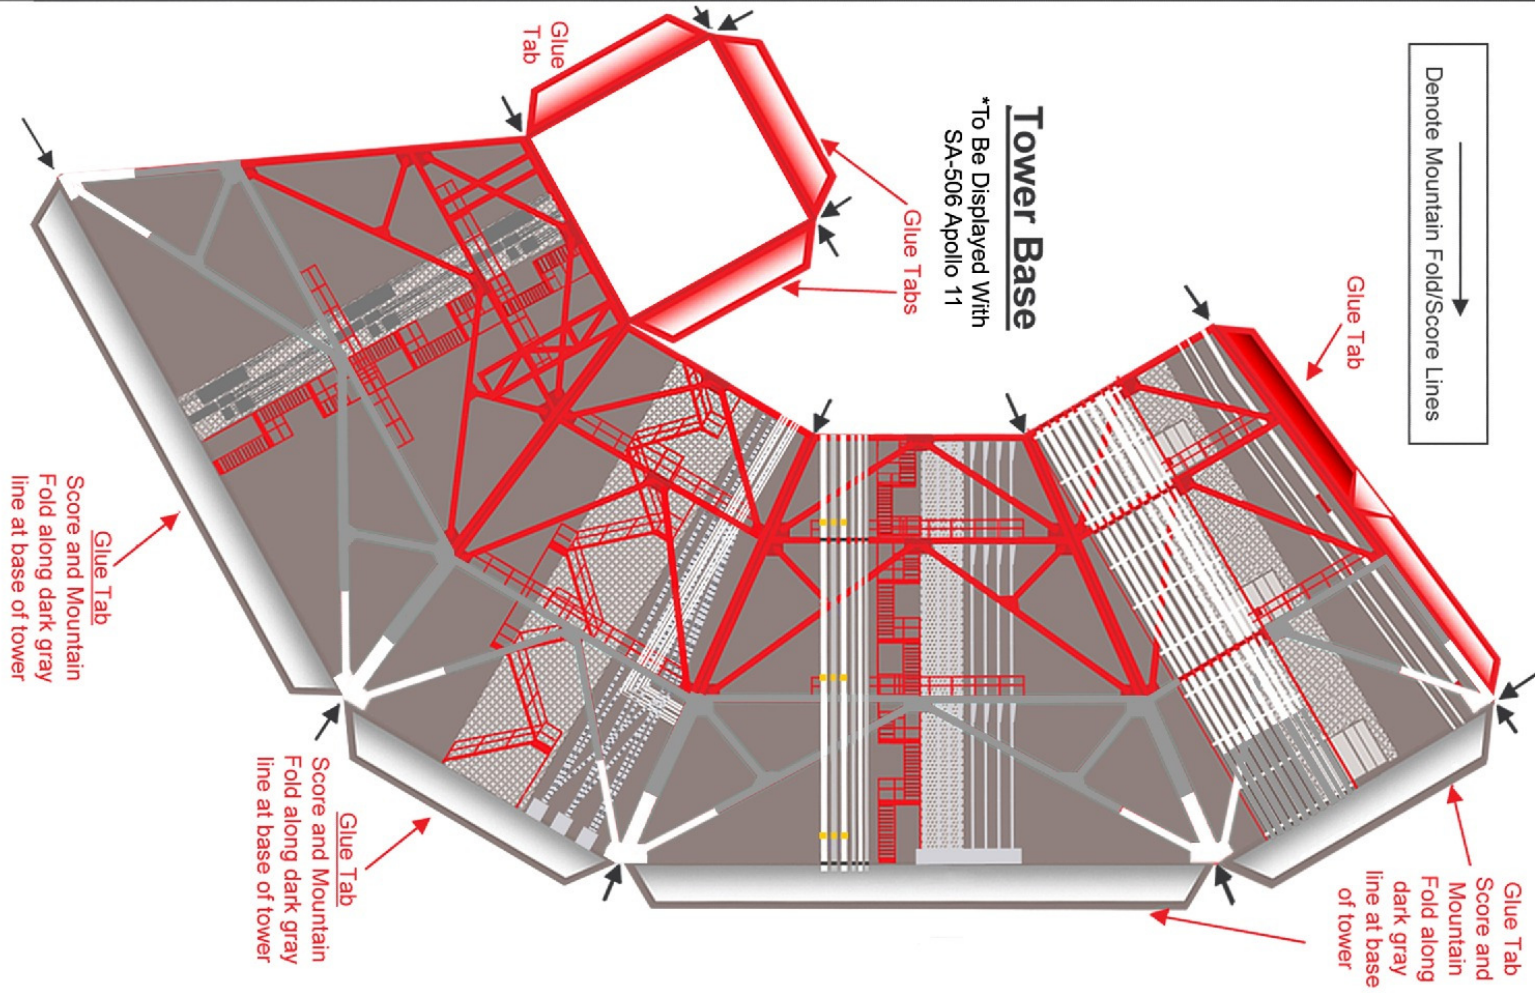 Denote Mountain Fold/Score Lines
Glue Tab
Tower Base
*To Be Displayed With
SA-506 Apollo 11
Glue Tabs
Glue
Tab
Glue Tab
Score and
Mountain
Fold along
dark gray
line at base
of tower
Glue Tab
Score and Mountain
Fold along dark gray
line at base of tower
Glue Tab
Score and Mountain
Fold along dark gray
line at base of tower